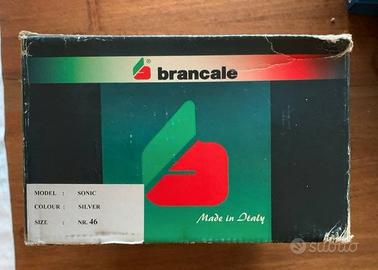 ® brancale
MODEL : SONIC
COLOUR : SILVER
SIZE : NR. 46
Made in Italy
subito